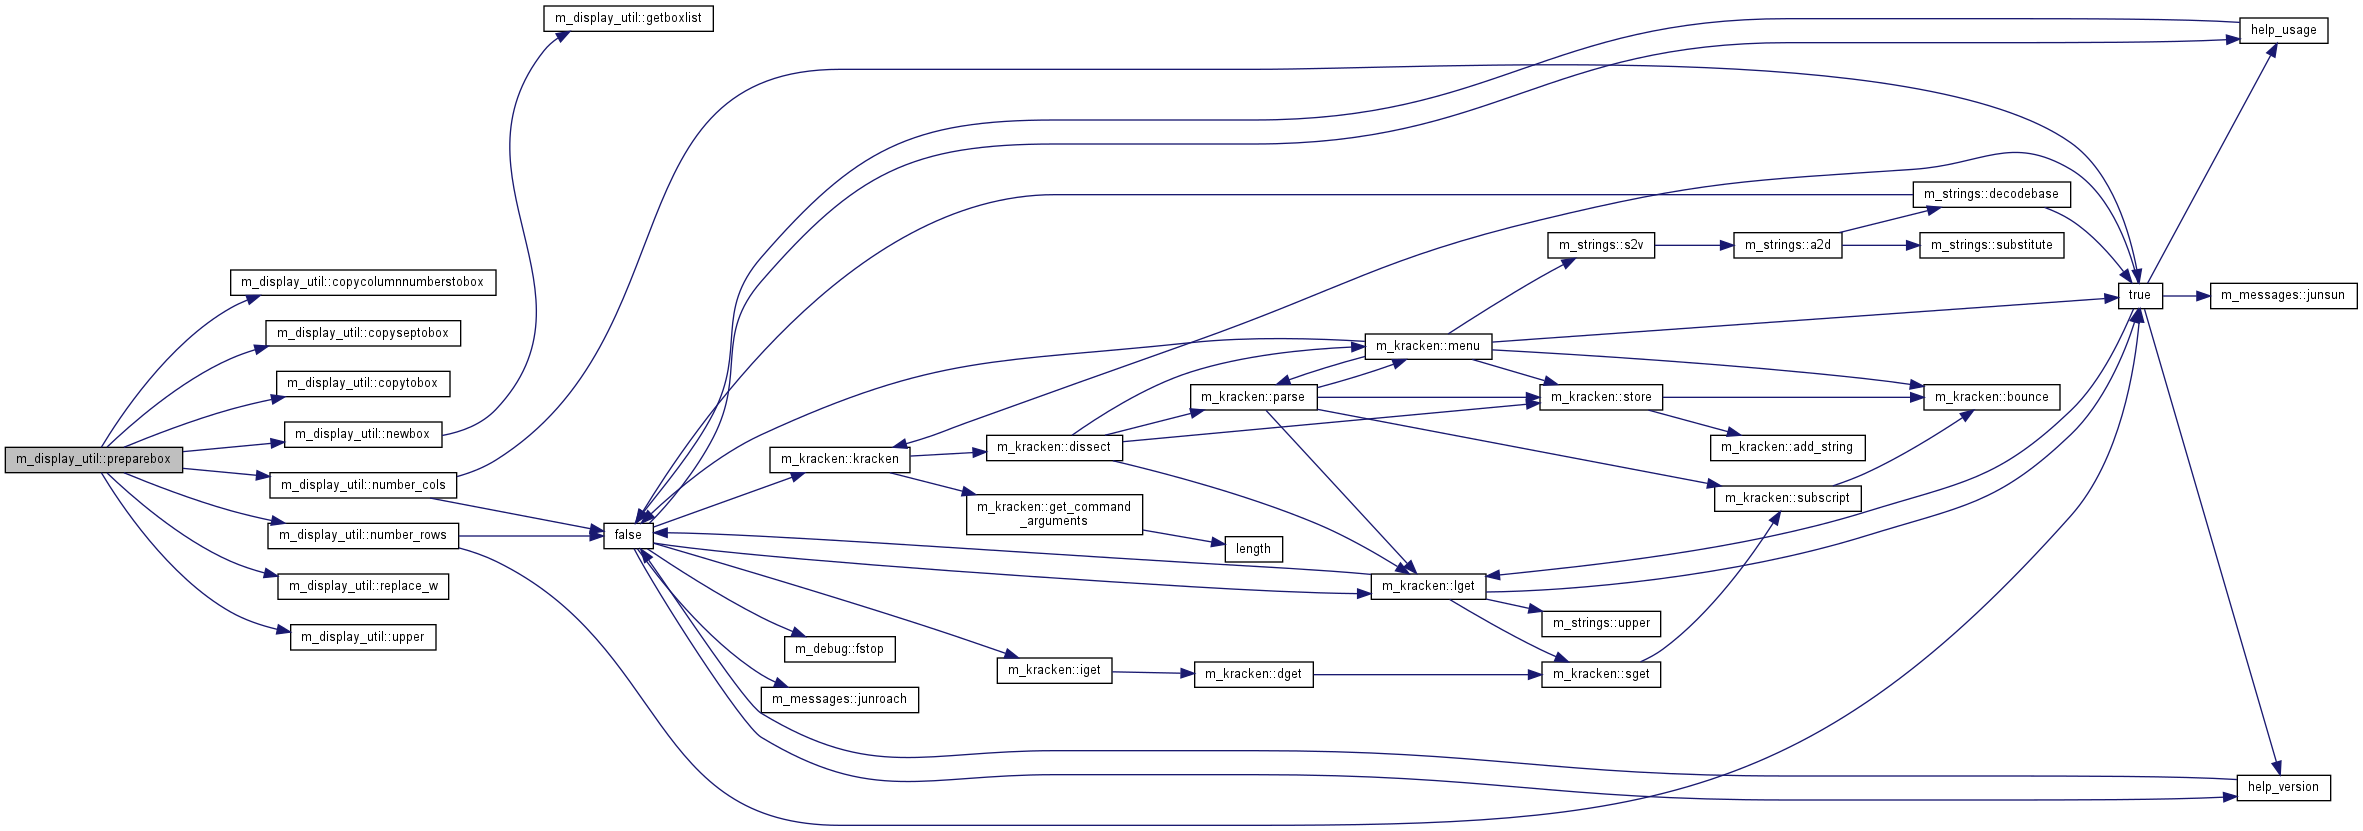 m_display_util::getboxlist
help_usage
m_strings::decodebase
m_strings::s2v
m_strings::a2d
m_strings::substitute
m_display_util::copycolumnnumberstobox
true
m_messages::junsun
m_display_util::copyseptobox
m_kracken::menu
m_display_util::copytobox
m_kracken::parse
m_kracken::store
m_kracken::bounce
m_display_util::newbox
m_display_util::preparebox
m_kracken::kracken
m_kracken::dissect
m_kracken::add_string
m_display_util::number_cols
m_kracken::get_command
_arguments
m_kracken::subscript
m_display_util::number_rows
false
length
m_display_util::replace_w
m_kracken::lget
m_strings::upper
m_display_util::upper
m_debug::fstop
m_kracken::iget
m_kracken::dget
m_kracken::sget
m_messages::junroach
help_version